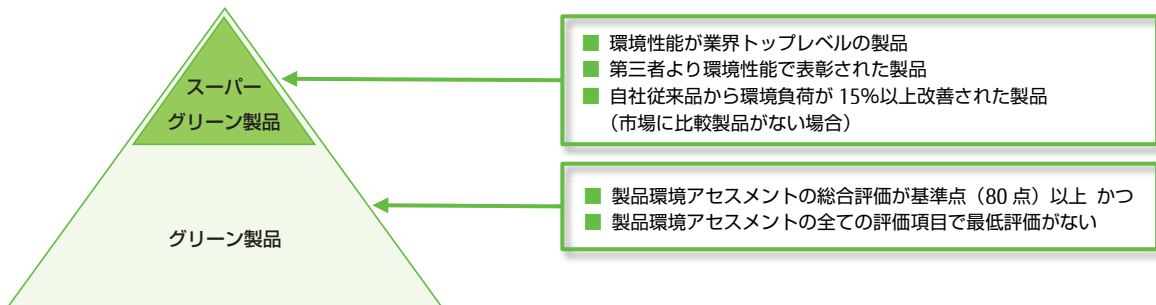 スーパー
グリーン製品
■ 環境性能が業界トップレベルの製品
■ 第三者より環境性能で表彰された製品
■ 自社従来品から環境負荷が 15%以上改善された製品
（市場に比較製品がない場合）
グリーン製品
■ 製品環境アセスメントの総合評価が基準点（80 点）以上 かつ
■ 製品環境アセスメントの全ての評価項目で最低評価がない